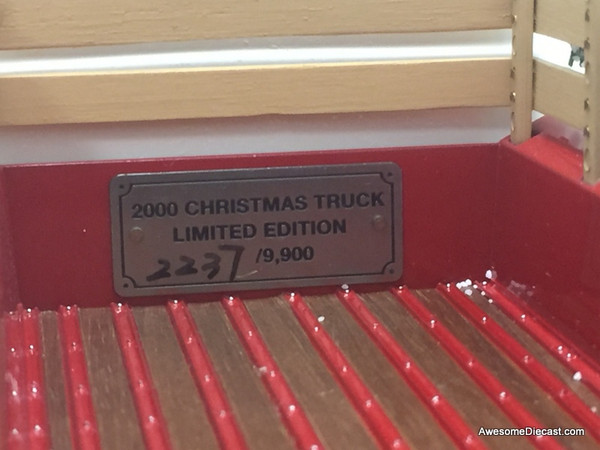 2000 CHRISTMAS TRUCK
LIMITED EDITION
2237 /9,900
AwesomeDiecast.com